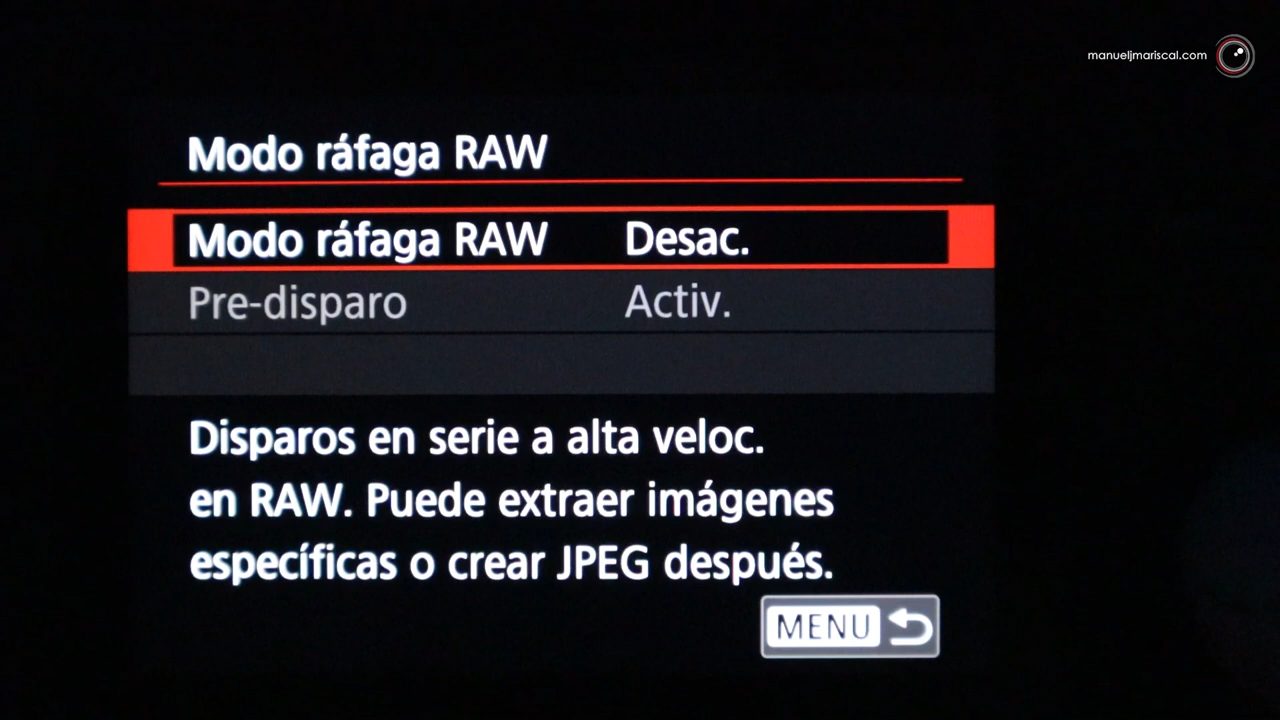 manueljmariscal.com
Modo ráfaga RAW
Modo ráfaga RAW Desac.
Pre-disparo Activ.
Disparos en serie a alta veloc.
en RAW. Puede extraer imágenes
específicas o crear JPEG después.
MENU